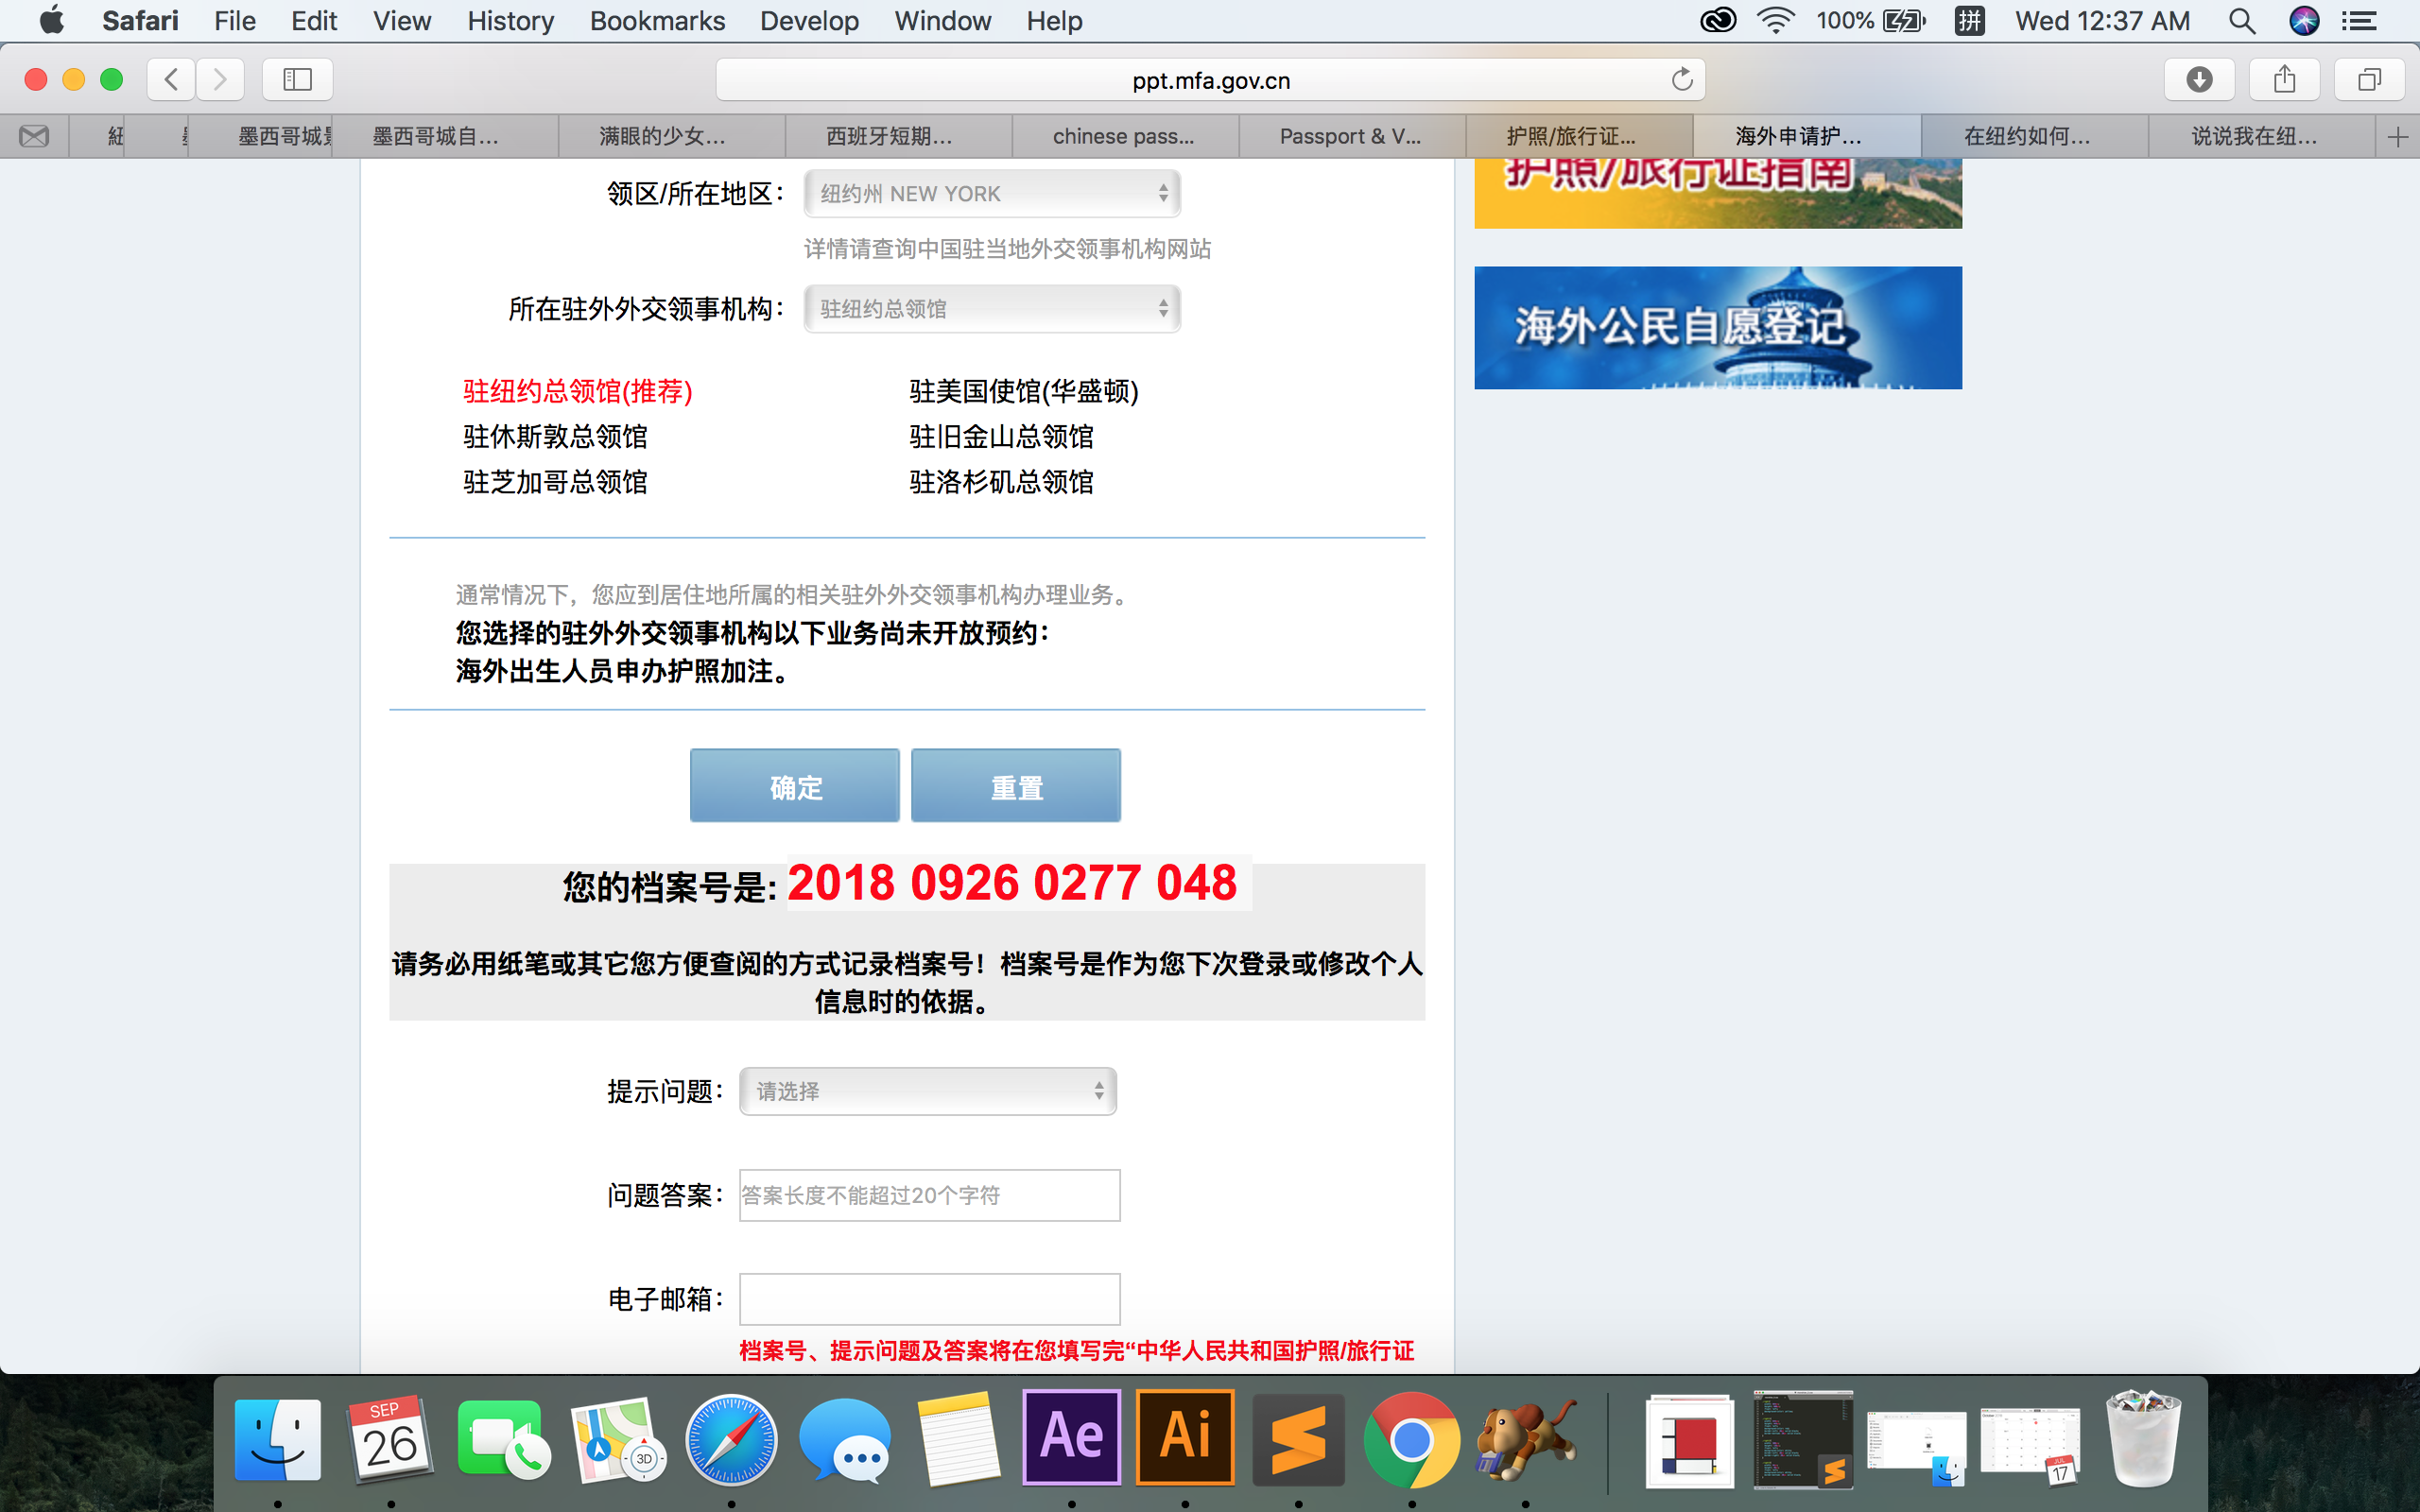 Safari File Edit View History Bookmarks Develop Window Help 100% 拼 Wed 12:37 AM
ppt.mfa.gov.cn
墨西哥城 墨西哥城自... 满眼的少女... 西班牙短期... chinese pass... Passport & V... 护照/旅行证... 海外申请护... 在纽约如何... 说说我在纽...
护照/旅行证指南
领区/所在地区： 纽约州 NEW YORK
详情请查询中国驻当地外交领事机构网站
所在驻外外交领事机构： 驻纽约总领馆
海外公民自愿登记
驻纽约总领馆(推荐) 驻美国使馆(华盛顿)
驻休斯敦总领馆 驻旧金山总领馆
驻芝加哥总领馆 驻洛杉矶总领馆
通常情况下，您应到居住地所属的相关驻外外交领事机构办理业务。
您选择的驻外外交领事机构以下业务尚未开放预约：
海外出生人员申办护照加注。
确定 重置
您的档案号是: 2018 0926 0277 048
请务必用纸笔或其它您方便查阅的方式记录档案号！档案号是作为您下次登录或修改个人
信息时的依据。
提示问题： 请选择
问题答案： 答案长度不能超过20个字符
电子邮箱：
档案号、提示问题及答案将在您填写完“中华人民共和国护照/旅行证
SEP
26
3D
Ae
Ai
JUL
17